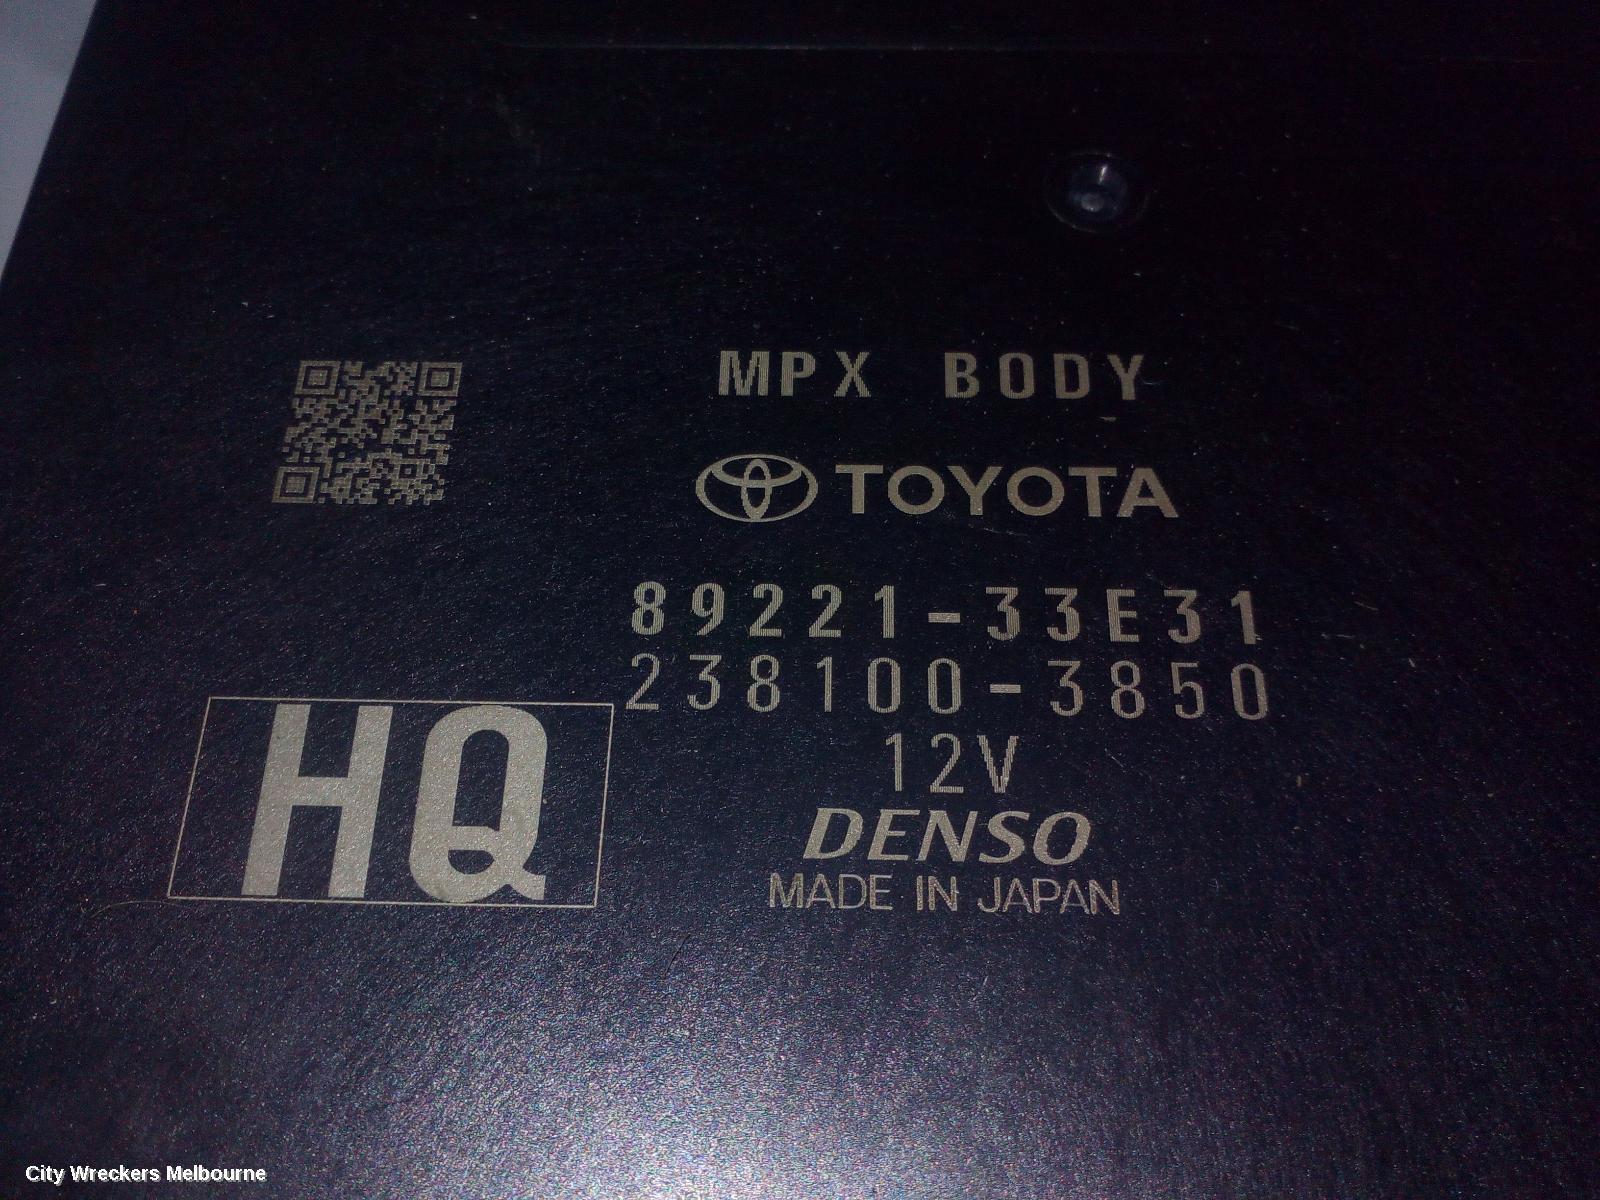 MPX BODY
TOYOTA
89221-33E31
238100-3850
HQ
12V
DENSO
MADE IN JAPAN
City Wreckers Melbourne